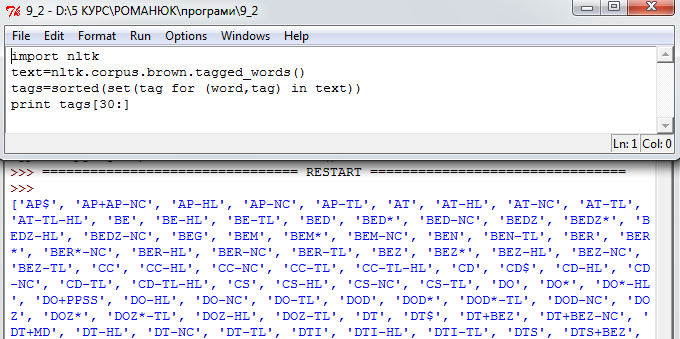 9_2 - D:\5 КУРС\РОМАНЮК\програми\9_2
File Edit Format Run Options Windows Help
import nltk
text=nltk.corpus.brown.tagged_words()
tags=sorted(set(tag for (word,tag) in text))
print tags[30:]
Ln: 1 Col: 0
>>> ================================ RESTART ================================
>>>
['AP$', 'AP+AP-NC', 'AP-HL', 'AP-NC', 'AP-TL', 'AT', 'AT-HL', 'AT-NC', 'AT-TL',
'AT-TL-HL', 'BE', 'BE-HL', 'BE-TL', 'BED', 'BED*', 'BED-NC', 'BEDZ', 'BEDZ*', 'B
EDZ-HL', 'BEDZ-NC', 'BEG', 'BEM', 'BEM*', 'BEM-NC', 'BEN', 'BEN-TL', 'BER', 'BER
*', 'BER*-NC', 'BER-HL', 'BER-NC', 'BER-TL', 'BEZ', 'BEZ*', 'BEZ-HL', 'BEZ-NC',
'BEZ-TL', 'CC', 'CC-HL', 'CC-NC', 'CC-TL', 'CC-TL-HL', 'CD', 'CD$', 'CD-HL', 'CD
-NC', 'CD-TL', 'CD-TL-HL', 'CS', 'CS-HL', 'CS-NC', 'CS-TL', 'DO', 'DO*', 'DO*-HL
', 'DO+PPSS', 'DO-HL', 'DO-NC', 'DO-TL', 'DOD', 'DOD*', 'DOD*-TL', 'DOD-NC', 'DO
Z', 'DOZ*', 'DOZ*-TL', 'DOZ-HL', 'DOZ-TL', 'DT', 'DT$', 'DT+BEZ', 'DT+BEZ-NC', '
DT+MD', 'DT-HL', 'DT-NC', 'DT-TL', 'DTI', 'DTI-HL', 'DTI-TL', 'DTS', 'DTS+BEZ',